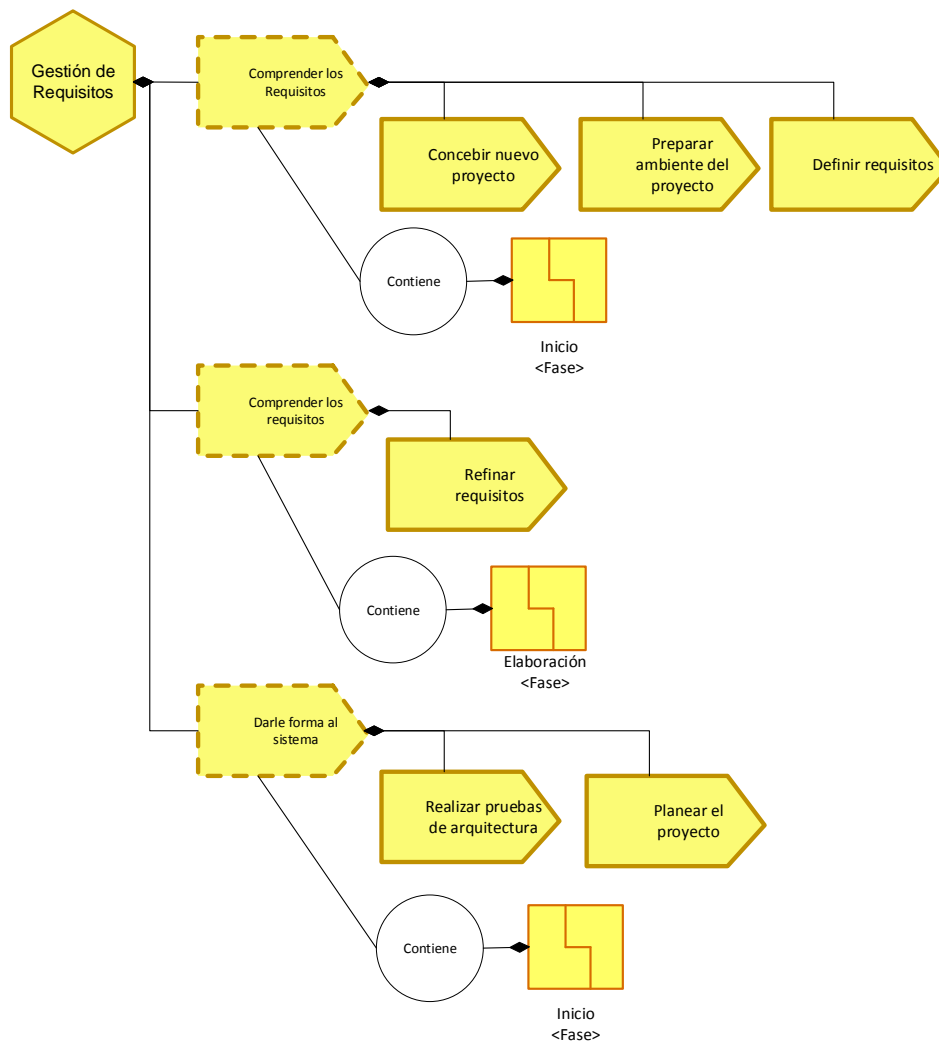 Gestión de
Requisitos
Comprender los
Requisitos
Concebir nuevo
proyecto
Preparar
ambiente del
proyecto
Definir requisitos
Contiene
Inicio
<Fase>
Comprender los
requisitos
Refinar
requisitos
Contiene
Elaboración
<Fase>
Darle forma al
sistema
Realizar pruebas
de arquitectura
Planear el
proyecto
Contiene
Inicio
<Fase>